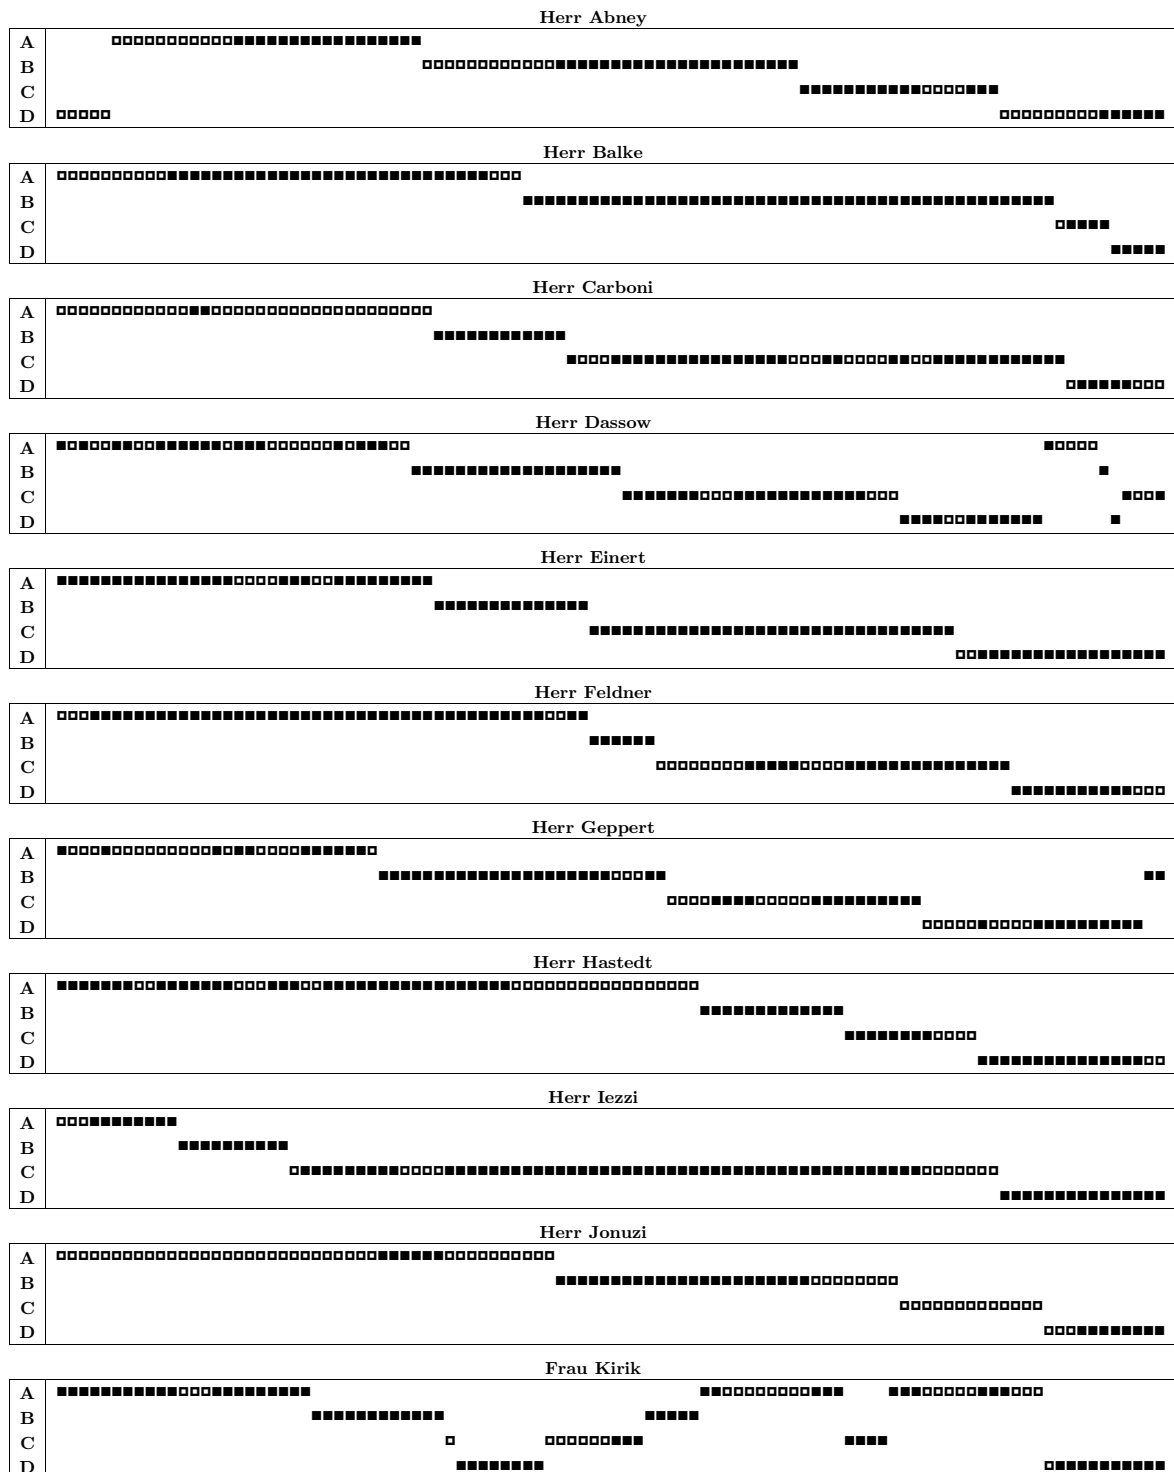 Herr Abney
A
B
C
D
Herr Balke
A
B
C
D
Herr Carboni
A
B
C
D
Herr Dassow
A
B
C
D
Herr Einert
A
B
C
D
Herr Feldner
A
B
C
D
Herr Geppert
A
B
C
D
Herr Hastedt
A
B
C
D
Herr Iezzi
A
B
C
D
Herr Jonuzi
A
B
C
D
Frau Kirik
A
B
C
D